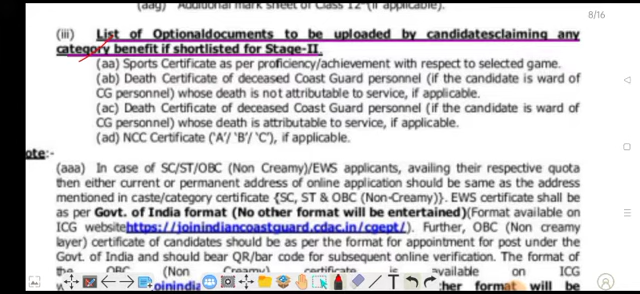 (aag) Additional mark sheet of Class 12 (if applicable).
8/16
(iii) List of Optionaldocuments to be uploaded by candidatesclaiming any
category benefit if shortlisted for Stage-II.
(aa) Sports Certificate as per proficiency/achievement with respect to selected game.
(ab) Death Certificate of deceased Coast Guard personnel (if the candidate is ward of
CG personnel) whose death is not attributable to service, if applicable.
(ac) Death Certificate of deceased Coast Guard personnel (if the candidate is ward of
CG personnel) whose death is attributable to service, if applicable.
(ad) NCC Certificate ('A'/ 'B'/ 'C'), if applicable.
ote:-
(aaa) In case of SC/ST/OBC (Non Creamy)/EWS applicants, availing their respective quota
then either current or permanent address of online application should be same as the address
mentioned in caste/category certificate {SC, ST & OBC (Non-Creamy)}. EWS certificate shall be
as per Govt. of India format (No other format will be entertained)(Format available on
ICG websitehttps://joinindiancoastguard.cdac.in/cgept/). Further, OBC (Non creamy
layer) certificate of candidates should be as per the format for appointment for post under the
Govt. of India and should bear QR/bar code for subsequent online verification. The format of
the OBC (Non Creamy) certificate is available on ICG
joinindia her format will be